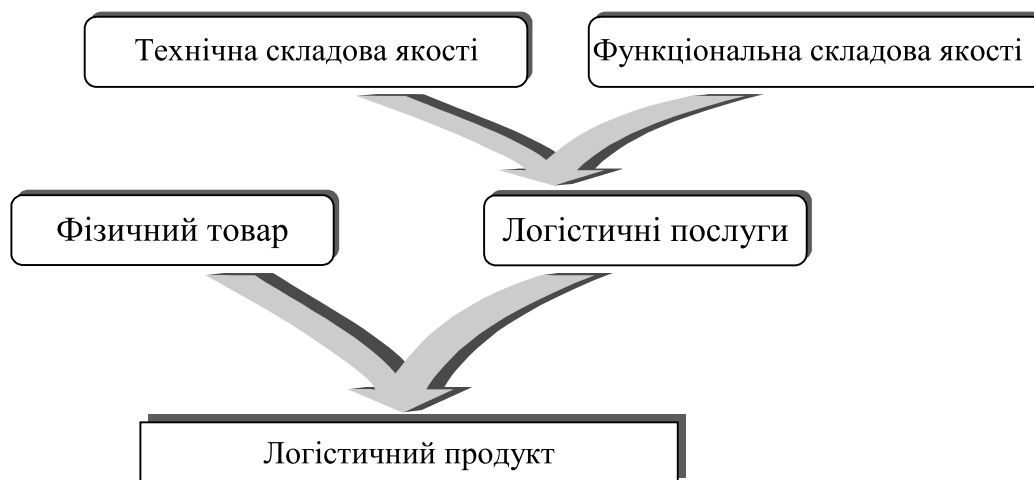 Технічна складова якості
Функціональна складова якості
Фізичний товар
Логістичні послуги
Логістичний продукт